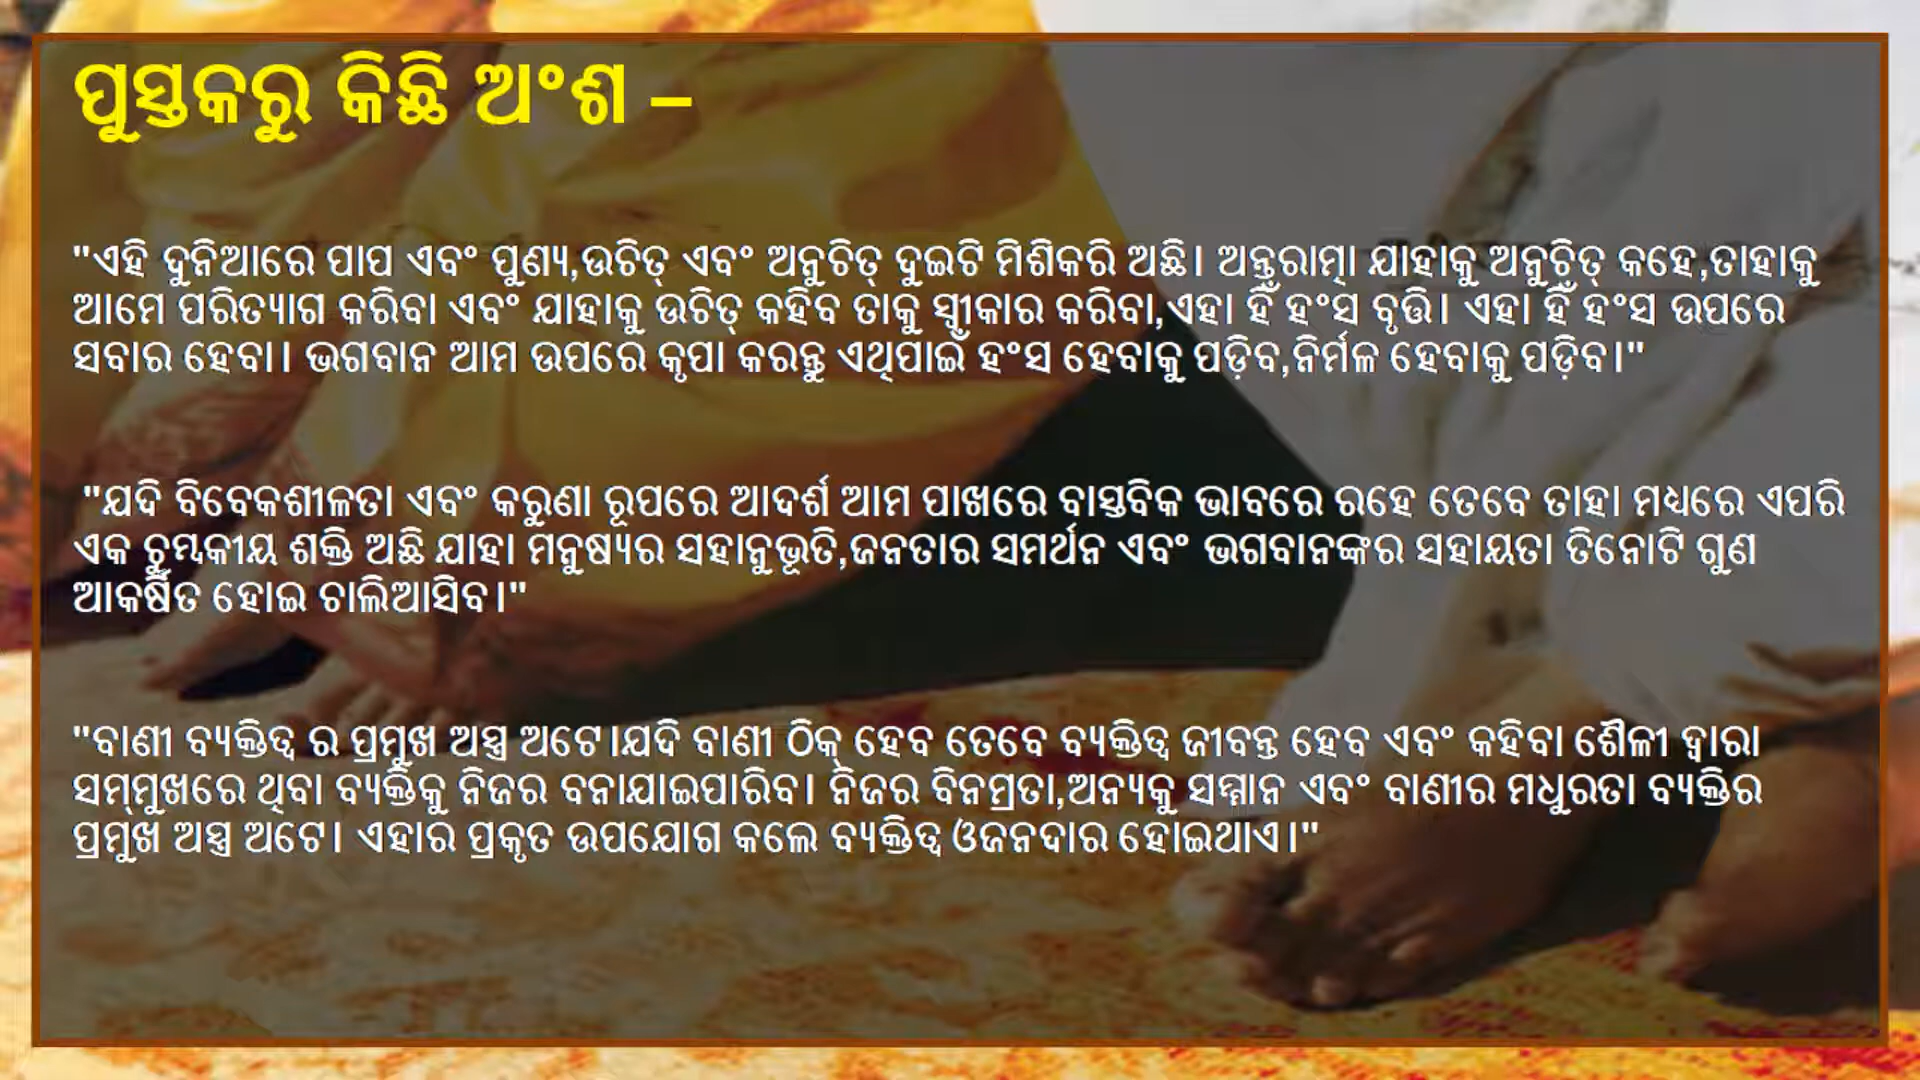 ପୁସ୍ତକରୁ କିଛି ଅଂଶ –
"ଏହି ଦୁନିଆରେ ପାପ ଏବଂ ପୁଣ୍ୟ,ଉଚିତ୍ ଏବଂ ଅନୁଚିତ୍ ଦୁଇଟି ମିଶିକରି ଅଛି। ଅନ୍ତରାତ୍ମା ଯାହାକୁ ଅନୁଚିତ୍ କହେ,ତାହାକୁ
ଆମେ ପରିତ୍ୟାଗ କରିବା ଏବଂ ଯାହାକୁ ଉଚିତ୍ କହିବ ତାକୁ ସ୍ୱୀକାର କରିବା,ଏହା ହିଁ ହଂସ ବୃତ୍ତି। ଏହା ହିଁ ହଂସ ଉପରେ
ସବାର ହେବା। ଭଗବାନ ଆମ ଉପରେ କୃପା କରନ୍ତୁ ଏଥିପାଇଁ ହଂସ ହେବାକୁ ପଡ଼ିବ,ନିର୍ମଳ ହେବାକୁ ପଡ଼ିବ।"
"ଯଦି ବିବେକଶୀଳତା ଏବଂ କରୁଣା ରୂପରେ ଆଦର୍ଶ ଆମ ପାଖରେ ବାସ୍ତବିକ ଭାବରେ ରହେ ତେବେ ତାହା ମଧ୍ୟରେ ଏପରି
ଏକ ଚୁମ୍ବକୀୟ ଶକ୍ତି ଅଛି ଯାହା ମନୁଷ୍ୟର ସହାନୁଭୂତି,ଜନତାର ସମର୍ଥନ ଏବଂ ଭଗବାନଙ୍କର ସହାୟତା ତିନୋଟି ଗୁଣ
ଆକର୍ଷିତ ହୋଇ ଚାଲିଆସିବ।"
"ବାଣୀ ବ୍ୟକ୍ତିତ୍ୱ ର ପ୍ରମୁଖ ଅସ୍ତ୍ର ଅଟେ।ଯଦି ବାଣୀ ଠିକ୍ ହେବ ତେବେ ବ୍ୟକ୍ତିତ୍ୱ ଜୀବନ୍ତ ହେବ ଏବଂ କହିବା ଶୈଳୀ ଦ୍ୱାରା
ସମ୍ମୁଖରେ ଥିବା ବ୍ୟକ୍ତିକୁ ନିଜର ବନାଯାଇପାରିବ। ନିଜର ବିନମ୍ରତା,ଅନ୍ୟକୁ ସମ୍ମାନ ଏବଂ ବାଣୀର ମଧୁରତା ବ୍ୟକ୍ତିର
ପ୍ରମୁଖ ଅସ୍ତ୍ର ଅଟେ। ଏହାର ପ୍ରକୃତ ଉପଯୋଗ କଲେ ବ୍ୟକ୍ତିତ୍ୱ ଓଜନଦାର ହୋଇଥାଏ।"